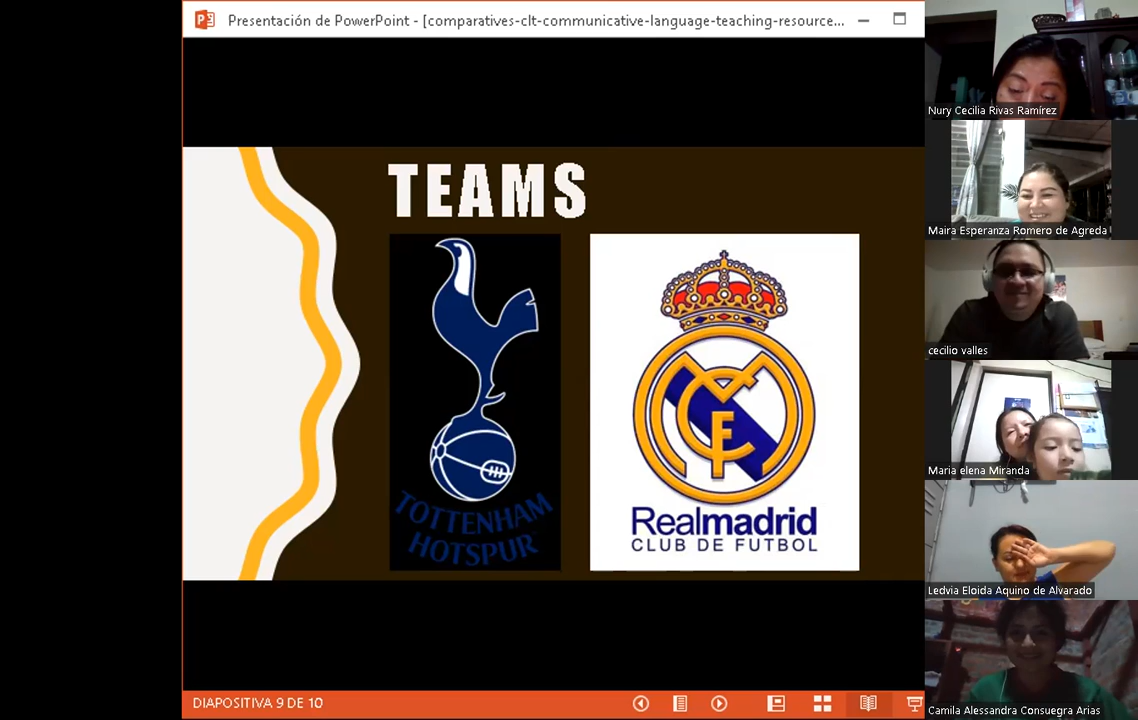 Presentación de PowerPoint - [comparatives-clt-communicative-language-teaching-resource...
TEAMS
TOTTENHAM
HOTSPUR
Realmadrid
CLUB DE FUTBOL
DIAPOSITIVA 9 DE 10
Nury Cecilia Rivas Ramírez
Maira Esperanza Romero de Agreda
cecilio valles
Maria elena Miranda
Ledvia Eloida Aquino de Alvarado
Camila Alessandra Consuegra Arias